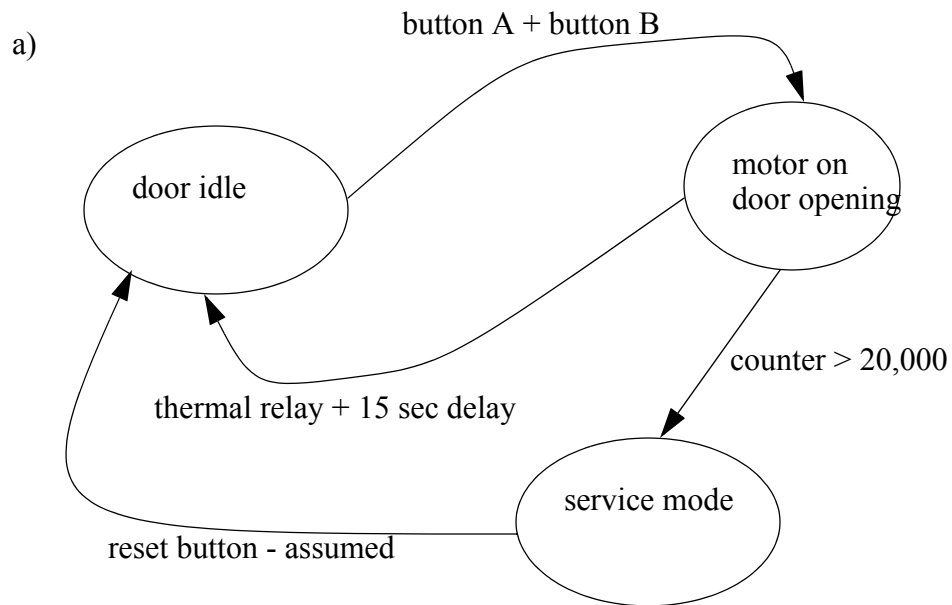 button A + button B
a)
door idle
motor on
door opening
counter > 20,000
thermal relay + 15 sec delay
service mode
reset button - assumed